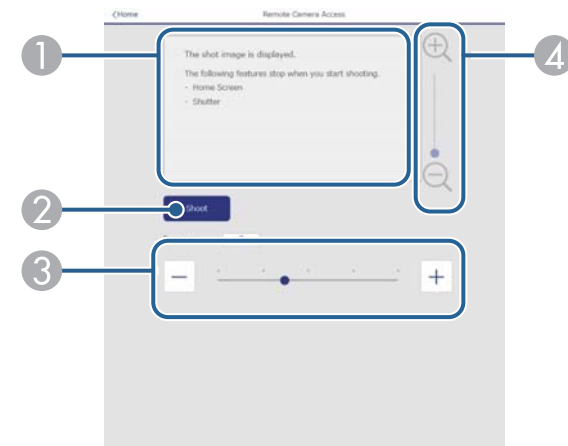 <Home
Remote Camera Access
The shot image is displayed.
The following features stop when you start shooting.
- Home Screen
- Shutter
Shoot
1
2
3
4